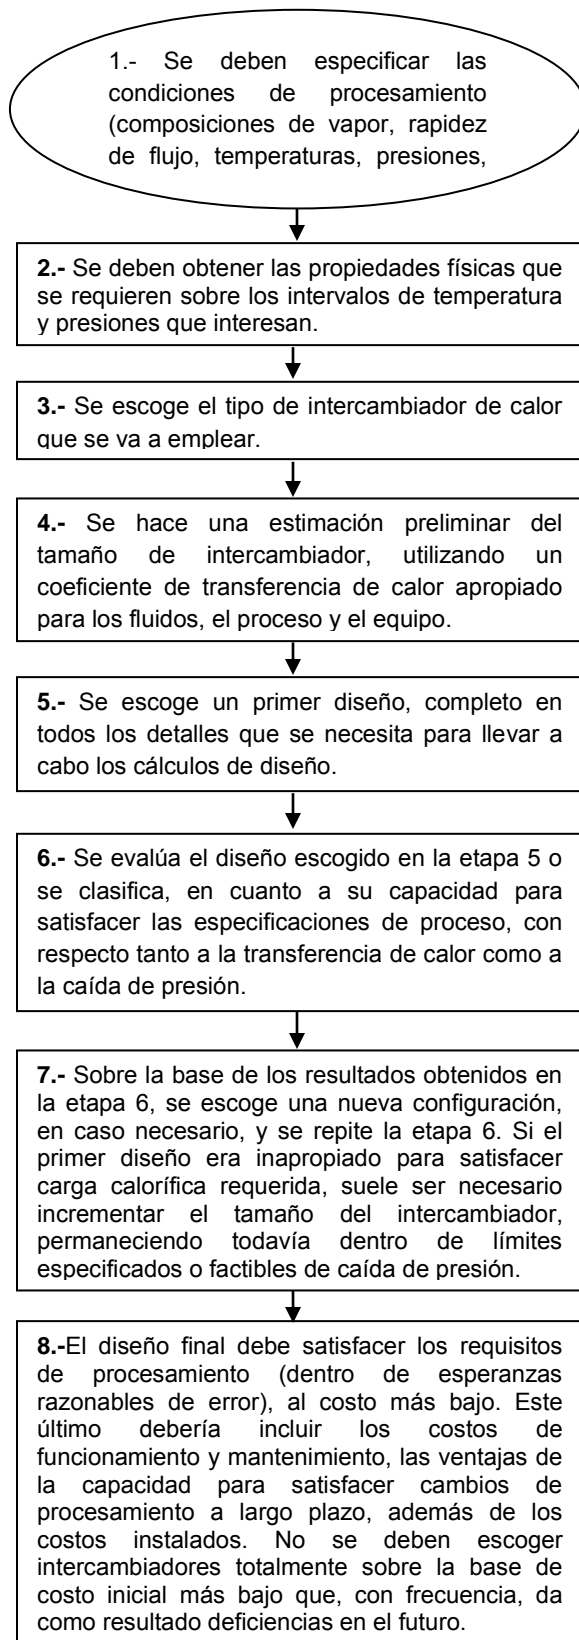 1.- Se deben especificar las
condiciones de procesamiento
(composiciones de vapor, rapidez
de flujo, temperaturas, presiones,
2.- Se deben obtener las propiedades físicas que
se requieren sobre los intervalos de temperatura
y presiones que interesan.
3.- Se escoge el tipo de intercambiador de calor
que se va a emplear.
4.- Se hace una estimación preliminar del
tamaño de intercambiador, utilizando un
coeficiente de transferencia de calor apropiado
para los fluidos, el proceso y el equipo.
5.- Se escoge un primer diseño, completo en
todos los detalles que se necesita para llevar a
cabo los cálculos de diseño.
6.- Se evalúa el diseño escogido en la etapa 5 o
se clasifica, en cuanto a su capacidad para
satisfacer las especificaciones de proceso, con
respecto tanto a la transferencia de calor como a
la caída de presión.
7.- Sobre la base de los resultados obtenidos en
la etapa 6, se escoge una nueva configuración,
en caso necesario, y se repite la etapa 6. Si el
primer diseño era inapropiado para satisfacer
carga calorífica requerida, suele ser necesario
incrementar el tamaño del intercambiador,
permaneciendo todavía dentro de límites
especificados o factibles de caída de presión.
8.-El diseño final debe satisfacer los requisitos
de procesamiento (dentro de esperanzas
razonables de error), al costo más bajo. Este
último debería incluir los costos de
funcionamiento y mantenimiento, las ventajas de
la capacidad para satisfacer cambios de
procesamiento a largo plazo, además de los
costos instalados. No se deben escoger
intercambiadores totalmente sobre la base de
costo inicial más bajo que, con frecuencia, da
como resultado deficiencias en el futuro.